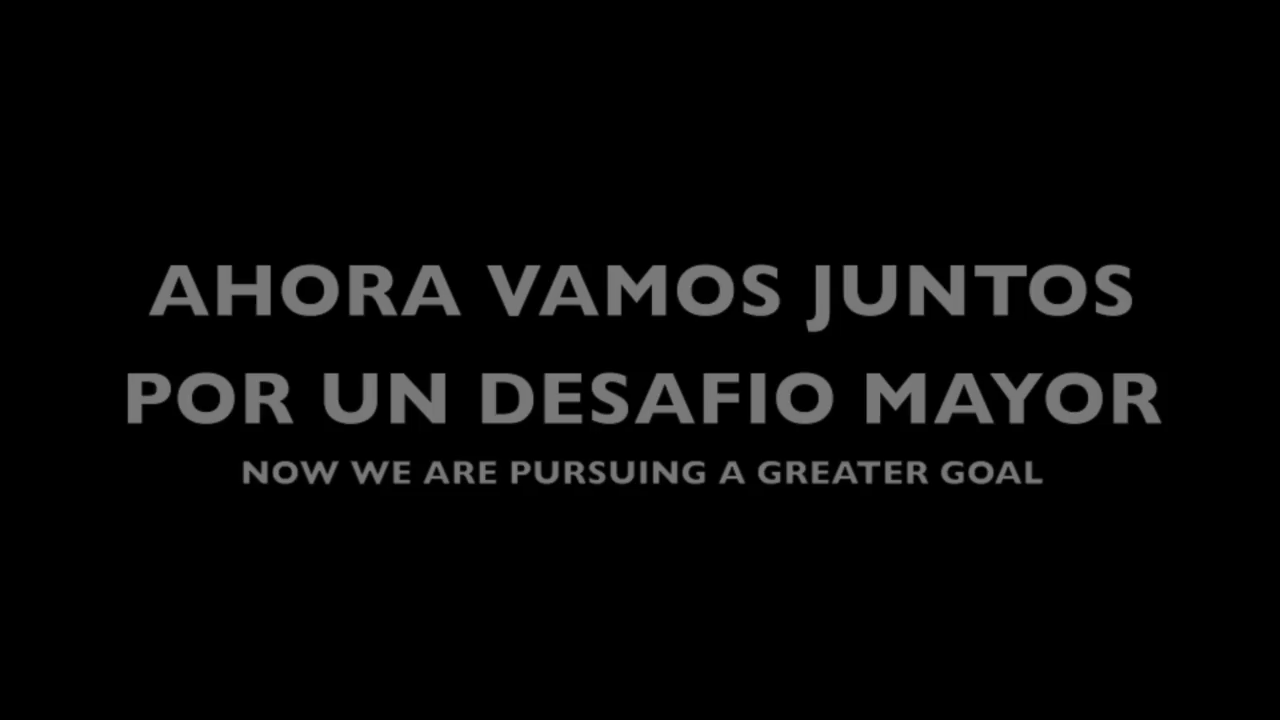 AHORA VAMOS JUNTOS
POR UN DESAFIO MAYOR
NOW WE ARE PURSUING A GREATER GOAL